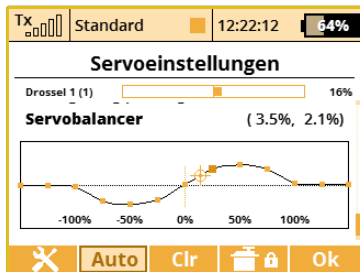 Tx Standard 12:22:12 64%
Servoeinstellungen
Drossel 1 (1) 16%
Servobalancer ( 3.5%, 2.1%)
-100% -50% 0% 50% 100%
Auto Clr Ok